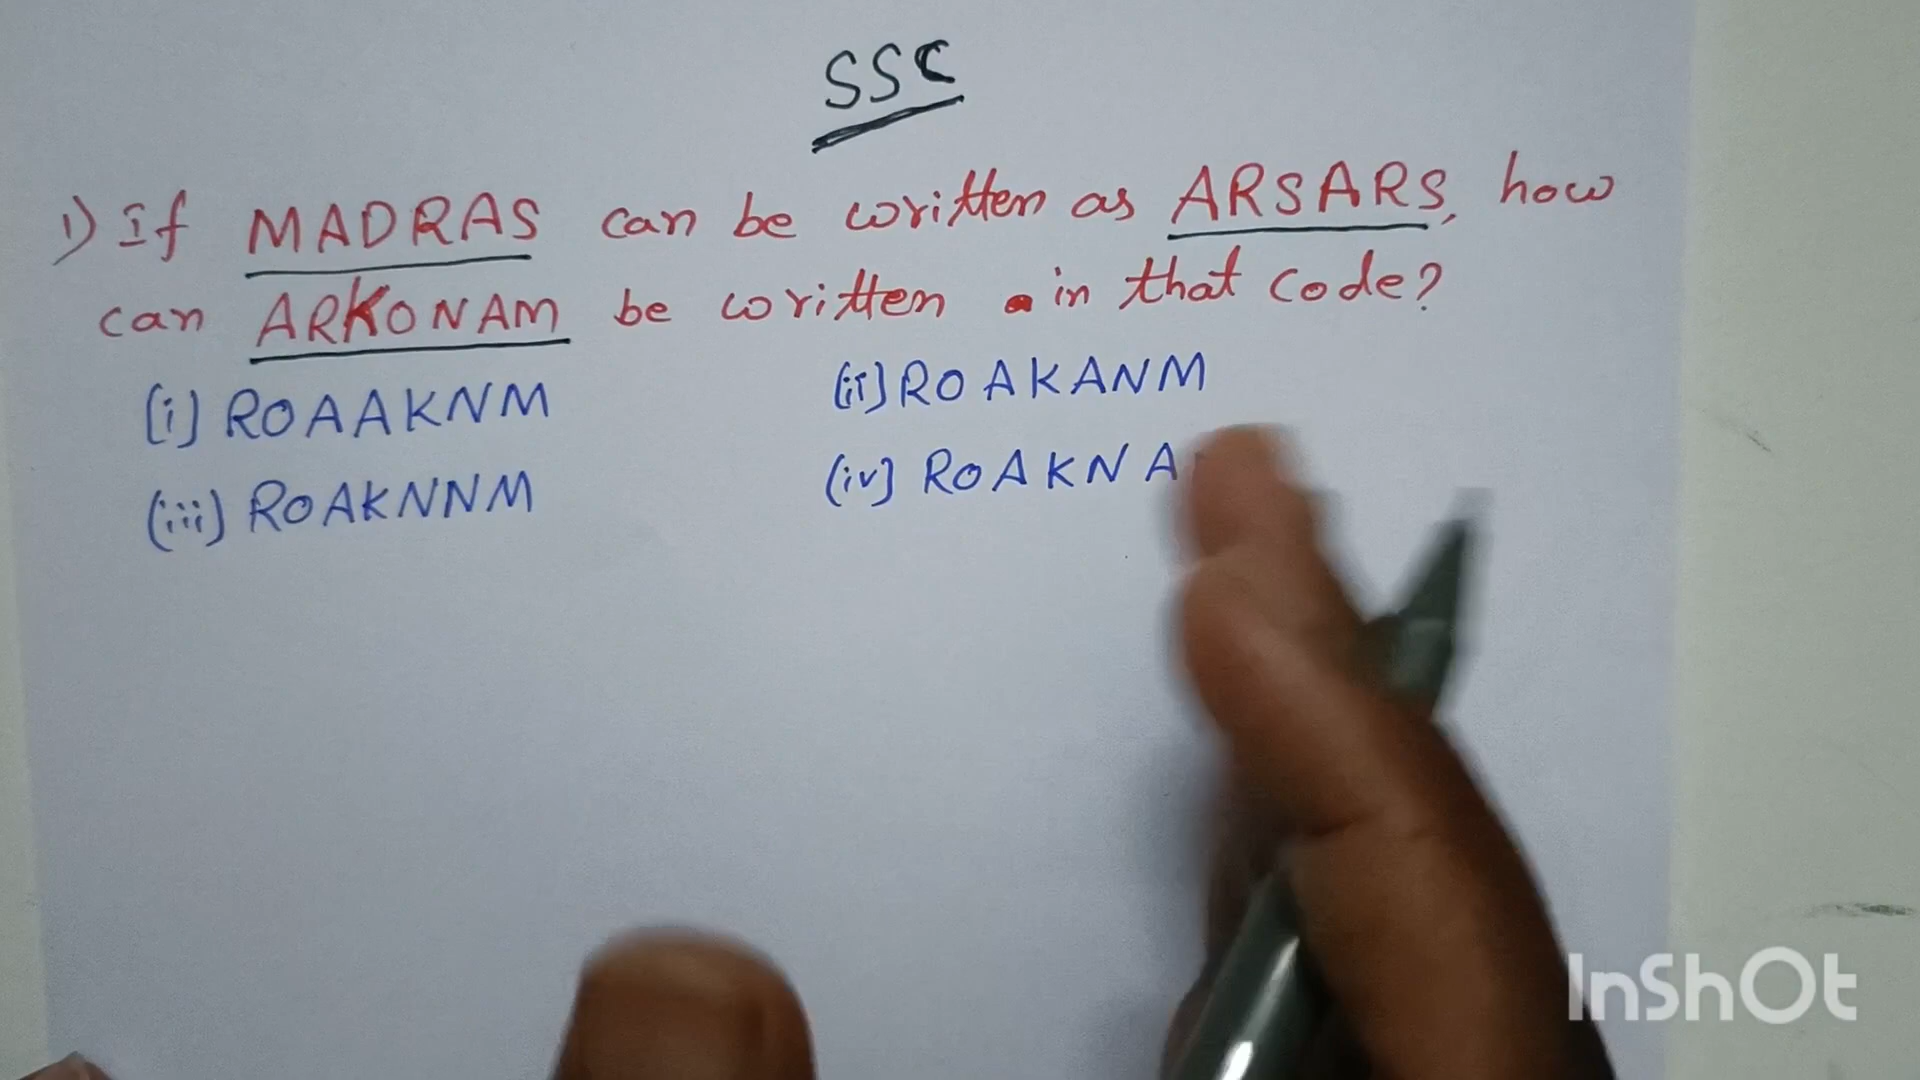 SSC
1) If MADRAS can be written as ARSARS, how
can ARKONAM be written in that code?
(i) ROAAKNM (ii) ROAKANM
(iii) ROAKNNM (iv) ROAKNA
InShOt